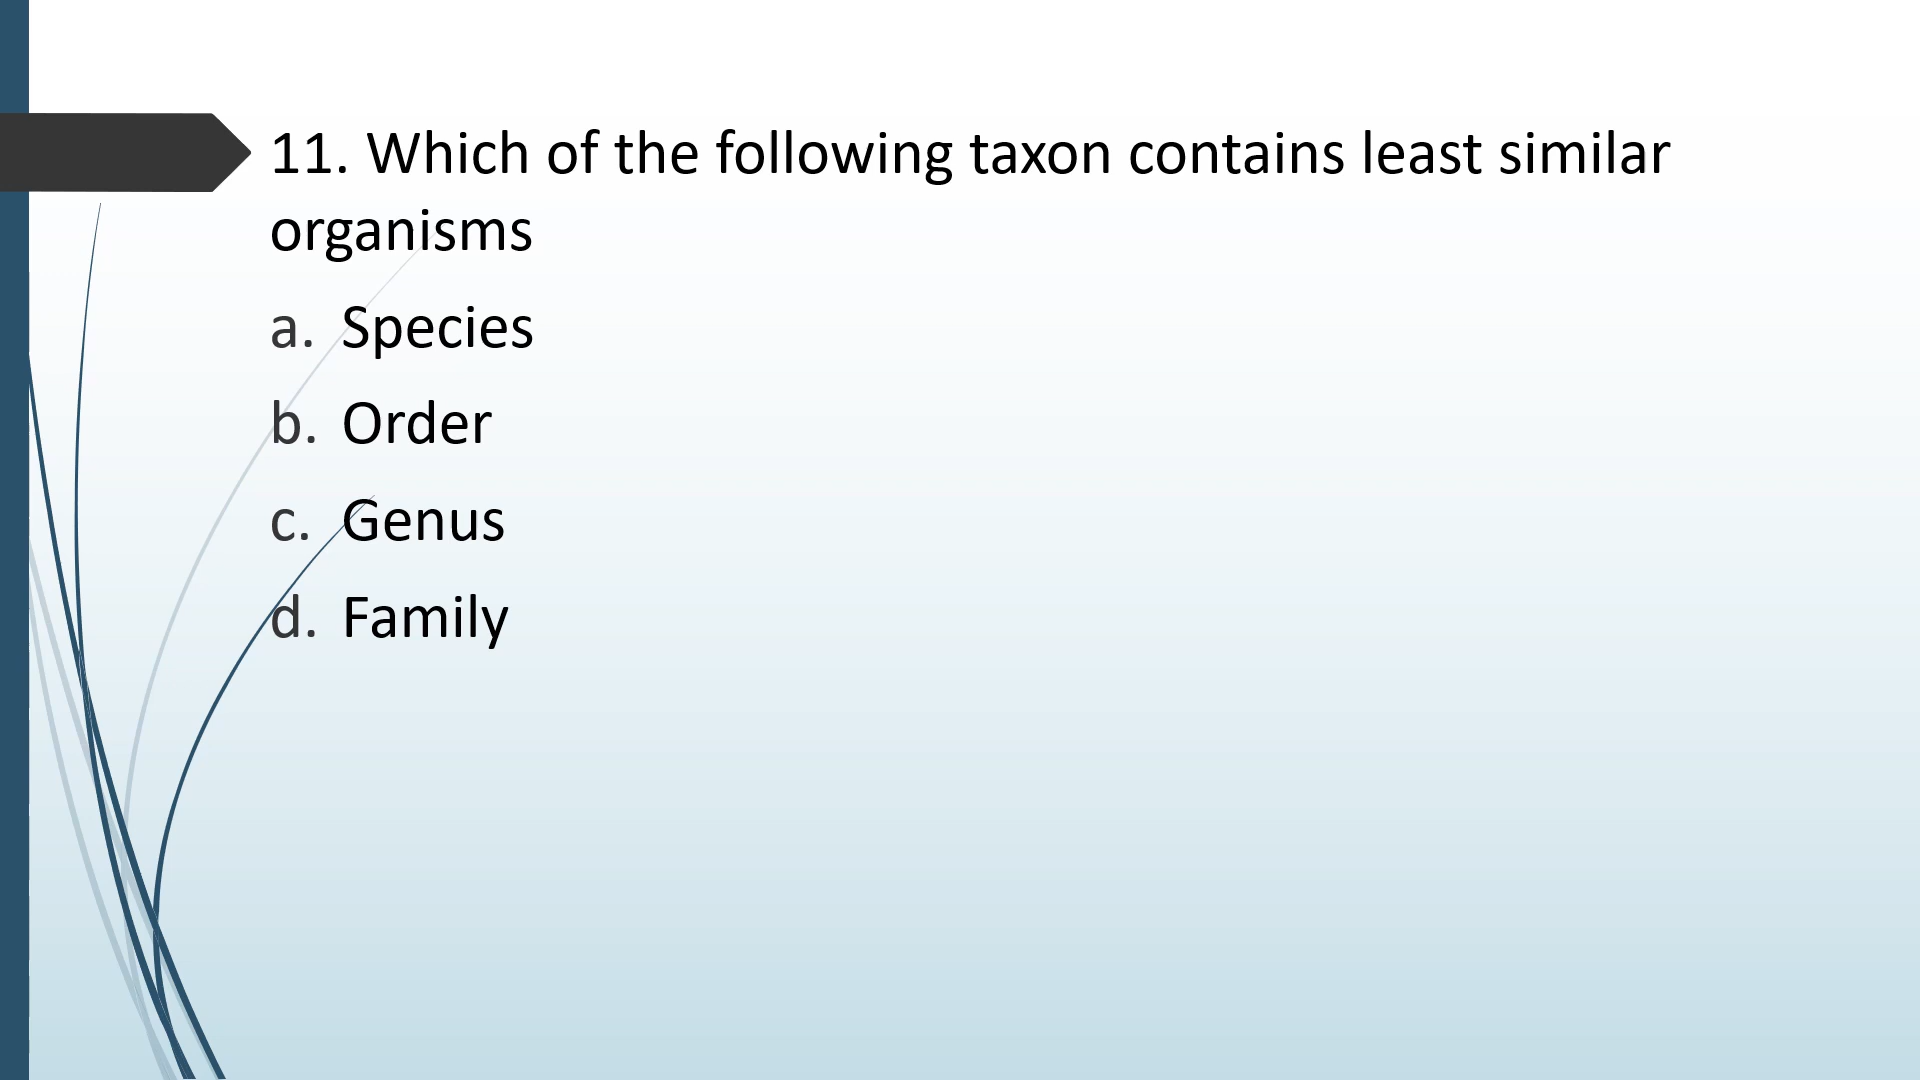 11. Which of the following taxon contains least similar
organisms
a. Species
b. Order
c. Genus
d. Family